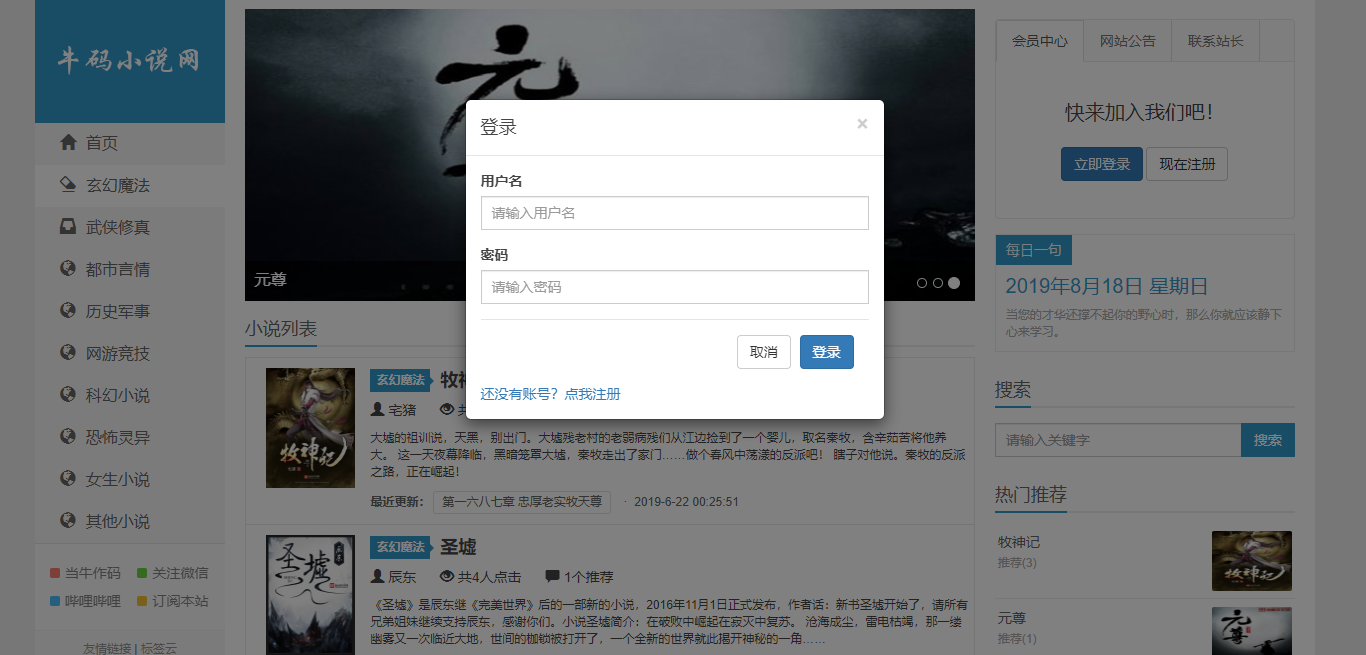 牛码小说网
首页
玄幻魔法
武侠修真
都市言情
历史军事
网游竞技
科幻小说
恐怖灵异
女生小说
其他小说
当牛作码 关注微信
哔哩哔哩 订阅本站
友情链接 | 标签云
元
元尊
登录
×
用户名
请输入用户名
密码
请输入密码
取消 登录
还没有账号？点我注册
小说列表
牧神记
玄幻魔法 牧神
宅猪 共
大墟的祖训说，天黑，别出门。大墟残老村的老弱病残们从江边捡到了一个婴儿，取名秦牧，含辛茹苦将他养
大。 这一天夜幕降临，黑暗笼罩大墟，秦牧走出了家门……做个春风中荡漾的反派吧！ 瞎子对他说。秦牧的反派
之路，正在崛起！
最近更新： 第一六八七章 忠厚老实牧天尊 · 2019-6-22 00:25:51
圣墟
玄幻魔法 圣墟
辰东 共4人点击 1个推荐
《圣墟》是辰东继《完美世界》后的一部新的小说，2016年11月1日正式发布，作者话：新书圣墟开始了，请所有
兄弟姐妹继续支持辰东，感谢你们。小说圣墟简介：在破败中崛起在寂灭中复苏。 沧海成尘，雷电枯竭，那一缕
幽雾又一次临近大地，世间的枷锁被打开了，一个全新的世界就此揭开神秘的一角……
会员中心 网站公告 联系站长
快来加入我们吧！
立即登录 现在注册
每日一句
2019年8月18日 星期日
当您的才华还撑不起你的野心时，那么你就应该静下
心来学习。
搜索
请输入关键字 搜索
热门推荐
牧神记
推荐(3)
牧神记
元尊
推荐(1)
元尊